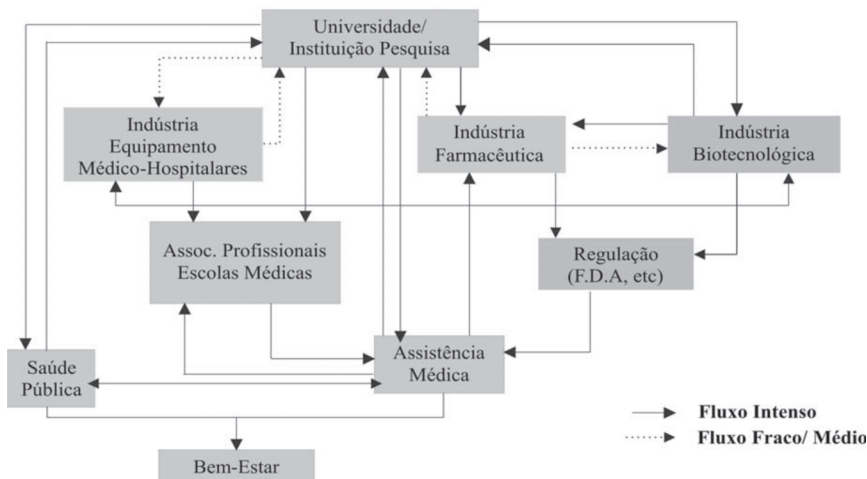 Universidade/
Instituição Pesquisa
Indústria
Equipamento
Médico-Hospitalares
Indústria
Farmacêutica
Indústria
Biotecnológica
Assoc. Profissionais
Escolas Médicas
Regulação
(F.D.A, etc)
Saúde
Pública
Assistência
Médica
Fluxo Intenso
Fluxo Fraco/ Médio
Bem-Estar